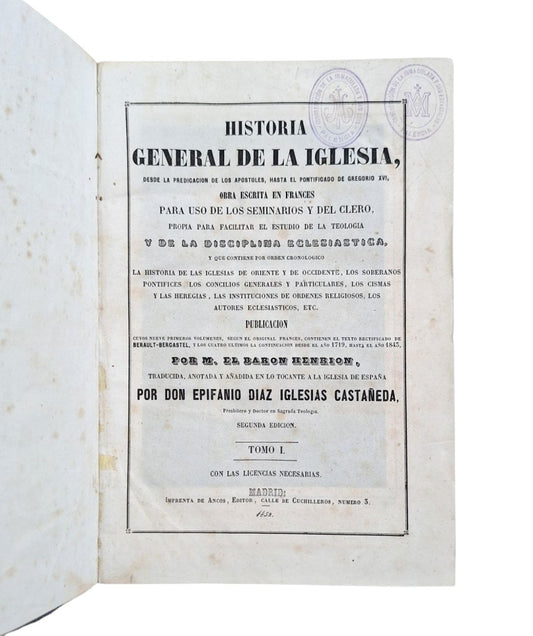 HISTORIA
GENERAL DE LA IGLESIA,
DESDE LA PREDICACION DE LOS APOSTOLES, HASTA EL PONTIFICADO DE GREGORIO XVI,
OBRA ESCRITA EN FRANCES
PARA USO DE LOS SEMINARIOS Y DEL CLERO,
PROPIA PARA FACILITAR EL ESTUDIO DE LA TEOLOGIA
Y DE LA DISCIPLINA ECLESIASTICA,
Y QUE CONTIENE POR ORDEN CRONOLOGICO
LA HISTORIA DE LAS IGLESIAS DE ORIENTE Y DE OCCIDENTE, LOS SOBERANOS
PONTIFICES, LOS CONCILIOS GENERALES Y PARTICULARES, LOS CISMAS
Y LAS HEREGIAS, LAS INSTITUCIONES DE ORDENES RELIGIOSOS, LOS
AUTORES ECLESIASTICOS, ETC.
PUBLICACION
CUYOS NUEVE PRIMEROS VOLUMENES, SEGUN EL ORIGINAL FRANCES, CONTIENEN EL TEXTO RECTIFICADO DE
BERAULT-BERCASTEL, Y LOS CUATRO ULTIMOS LA CONTINUACION DESDE EL AÑO 1719, HASTA EL AÑO 1843,
POR M. EL BARON HENRION,
TRADUCIDA, ANOTADA Y AÑADIDA EN LO TOCANTE A LA IGLESIA DE ESPAÑA
POR DON EPIFANIO DIAZ IGLESIAS CASTAÑEDA,
Presbítero y Doctor en Sagrada Teología.
SEGUNDA EDICION.
TOMO I.
CON LAS LICENCIAS NECESARIAS.
MADRID:
IMPRENTA DE ANCOS, EDITOR, CALLE DE CUCHILLEROS, NUMERO 3.